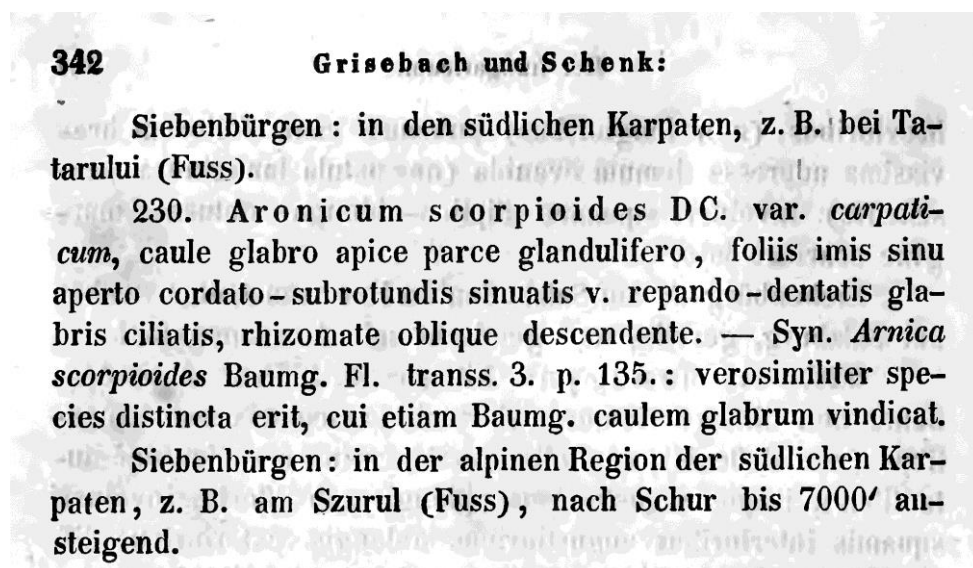 342 Grisebach und Schenk:
Siebenbürgen: in den südlichen Karpaten, z. B. bei Ta-
tarului (Fuss).
230. Aronicum scorpioides DC. var. carpati-
cum, caule glabro apice parce glandulifero, foliis imis sinu
aperto cordato-subrotundis sinuatis v. repando-dentatis gla-
bris ciliatis, rhizomate oblique descendente. — Syn. Arnica
scorpioides Baumg. Fl. transs. 3. p. 135.: verosimiliter spe-
cies distincta erit, cui etiam Baumg. caulem glabrum vindicat.
Siebenbürgen: in der alpinen Region der südlichen Kar-
paten, z. B. am Szurul (Fuss), nach Schur bis 7000′ an-
steigend.